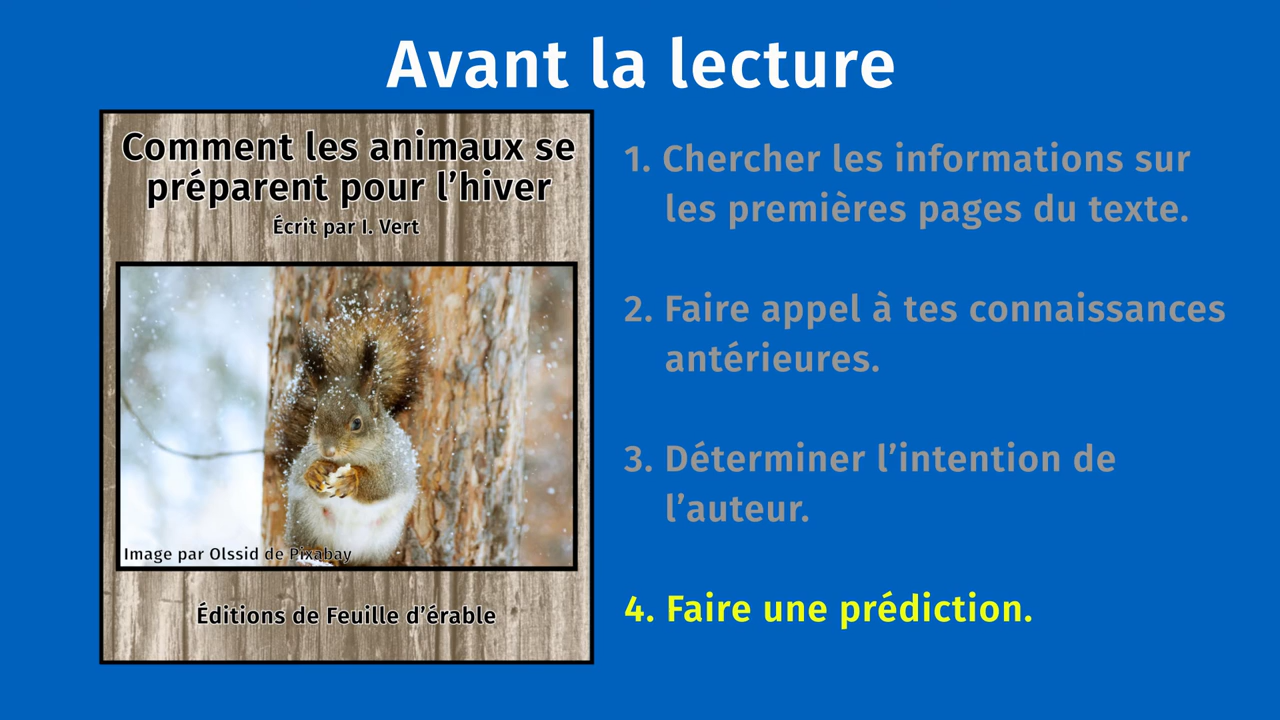 Avant la lecture
Comment les animaux se
préparent pour l’hiver
Écrit par I. Vert
Image par Olssid de Pixabay
Éditions de Feuille d’érable
1. Chercher les informations sur
les premières pages du texte.
2. Faire appel à tes connaissances
antérieures.
3. Déterminer l’intention de
l’auteur.
4. Faire une prédiction.